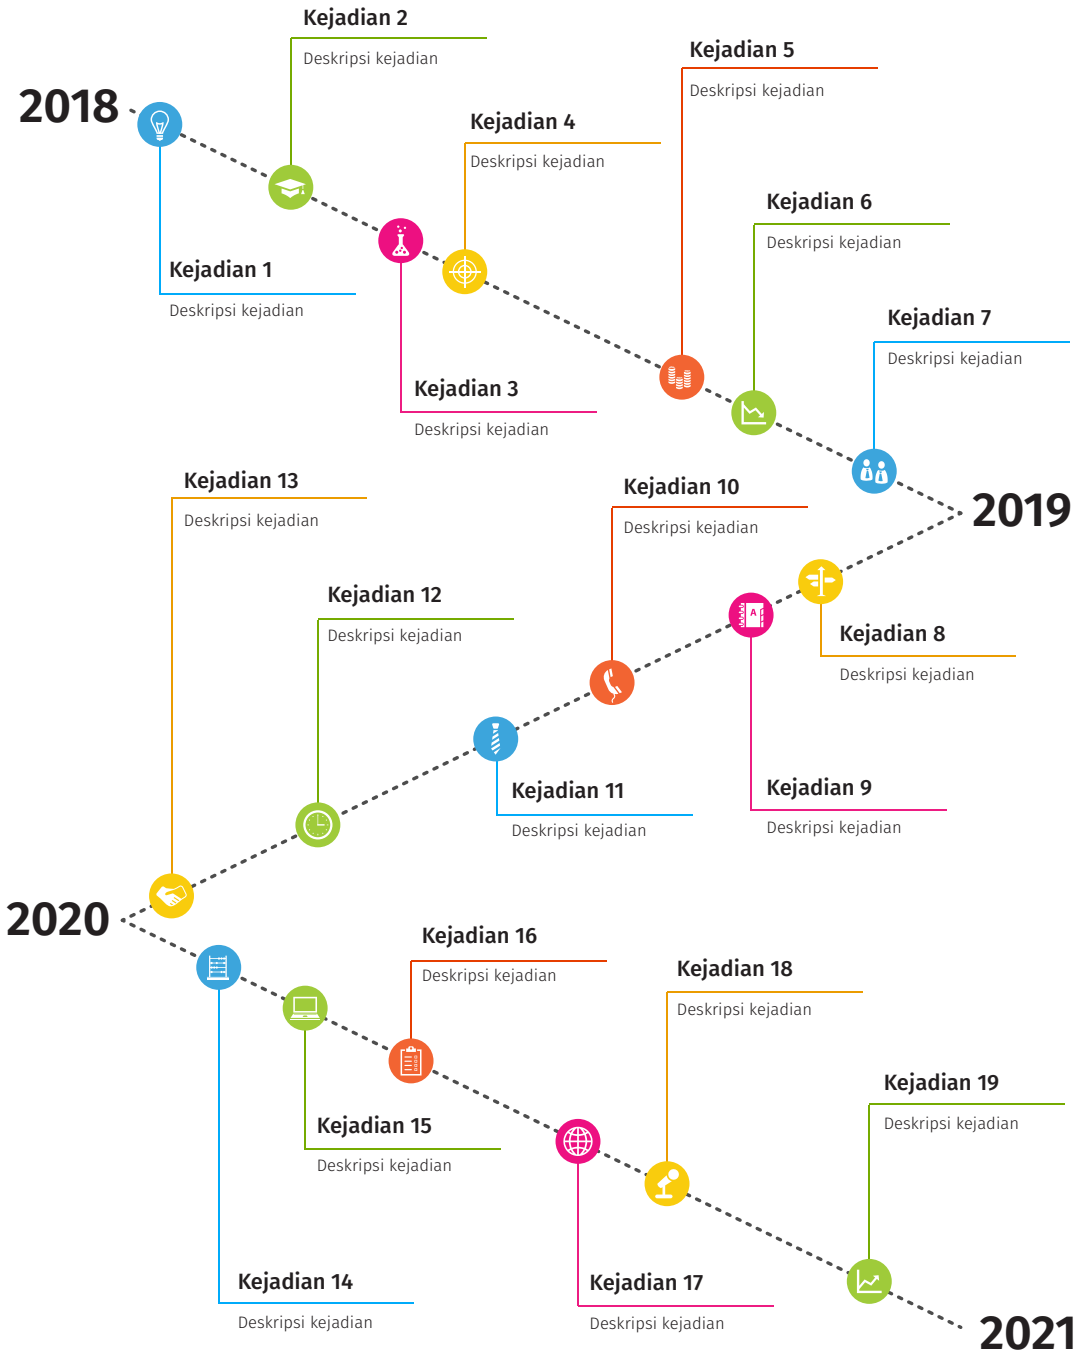 2018
Kejadian 1
Deskripsi kejadian
Kejadian 2
Deskripsi kejadian
Kejadian 3
Deskripsi kejadian
Kejadian 4
Deskripsi kejadian
Kejadian 5
Deskripsi kejadian
Kejadian 6
Deskripsi kejadian
Kejadian 7
Deskripsi kejadian
2019
Kejadian 8
Deskripsi kejadian
A
Kejadian 9
Deskripsi kejadian
Kejadian 10
Deskripsi kejadian
Kejadian 11
Deskripsi kejadian
Kejadian 12
Deskripsi kejadian
Kejadian 13
Deskripsi kejadian
2020
Kejadian 14
Deskripsi kejadian
Kejadian 15
Deskripsi kejadian
Kejadian 16
Deskripsi kejadian
Kejadian 17
Deskripsi kejadian
Kejadian 18
Deskripsi kejadian
Kejadian 19
Deskripsi kejadian
2021